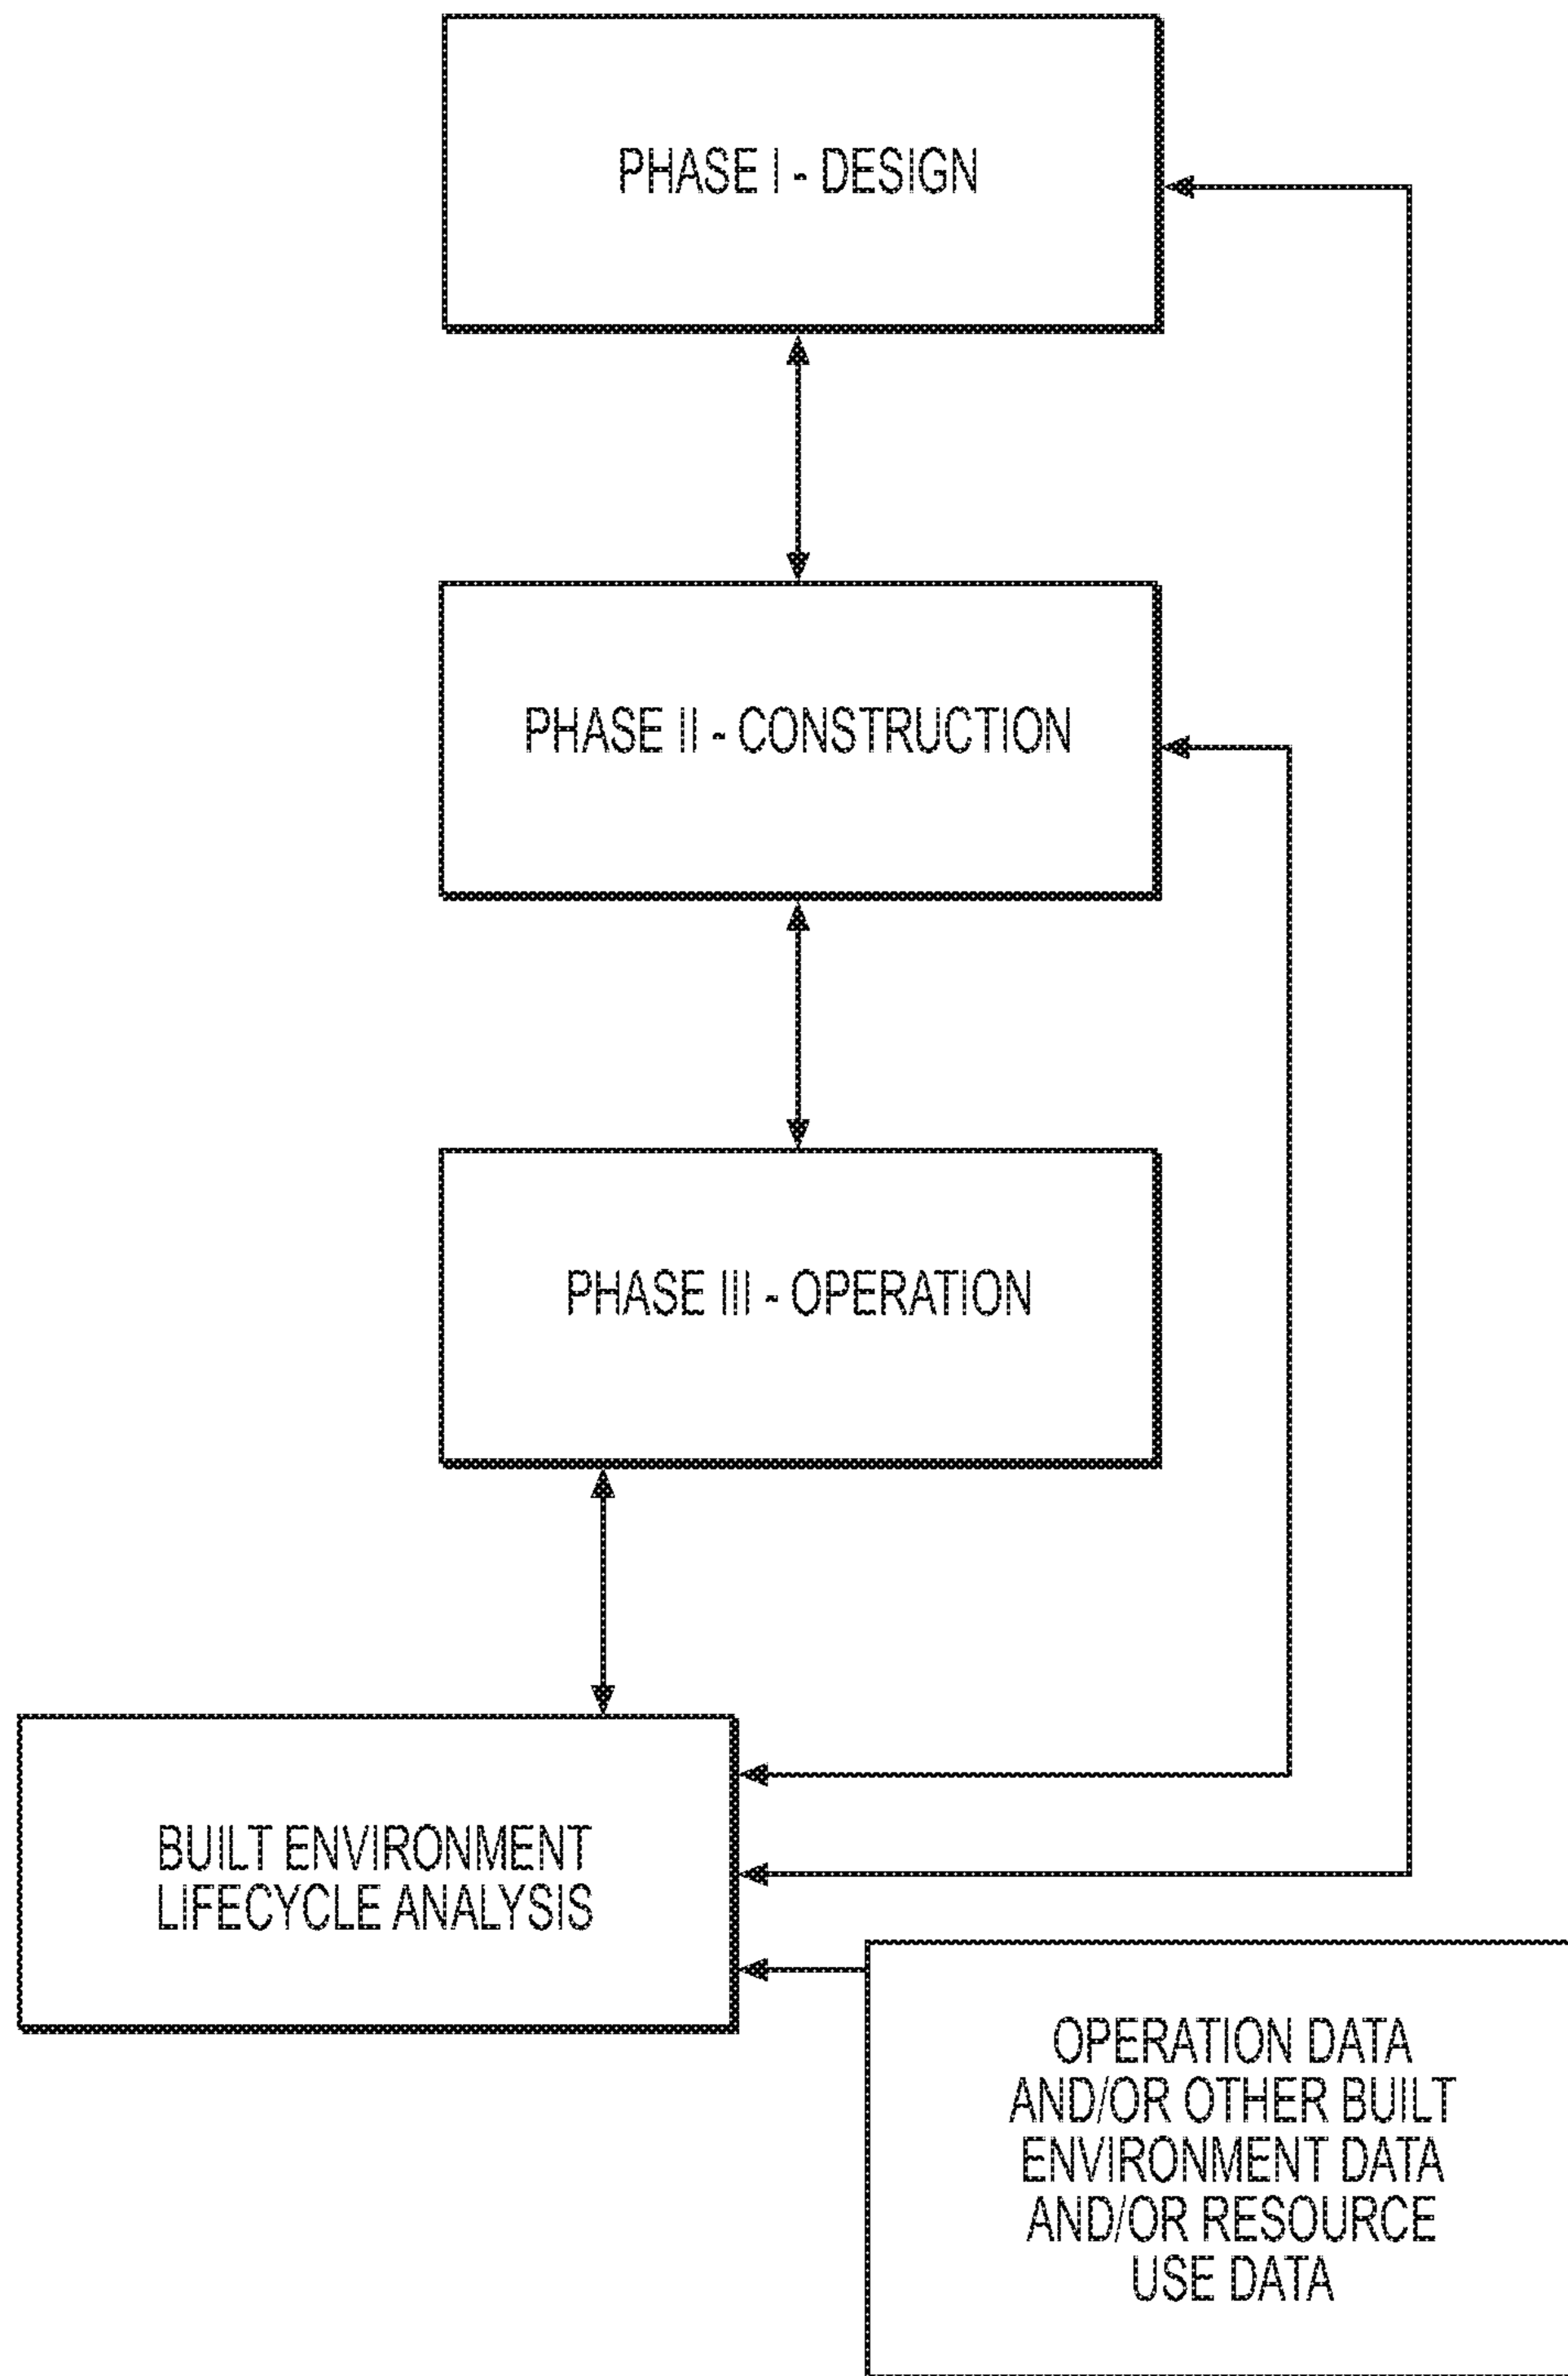 PHASE I - DESIGN
PHASE II - CONSTRUCTION
PHASE III - OPERATION
BUILT ENVIRONMENT
LIFECYCLE ANALYSIS
OPERATION DATA
AND/OR OTHER BUILT
ENVIRONMENT DATA
AND/OR RESOURCE
USE DATA